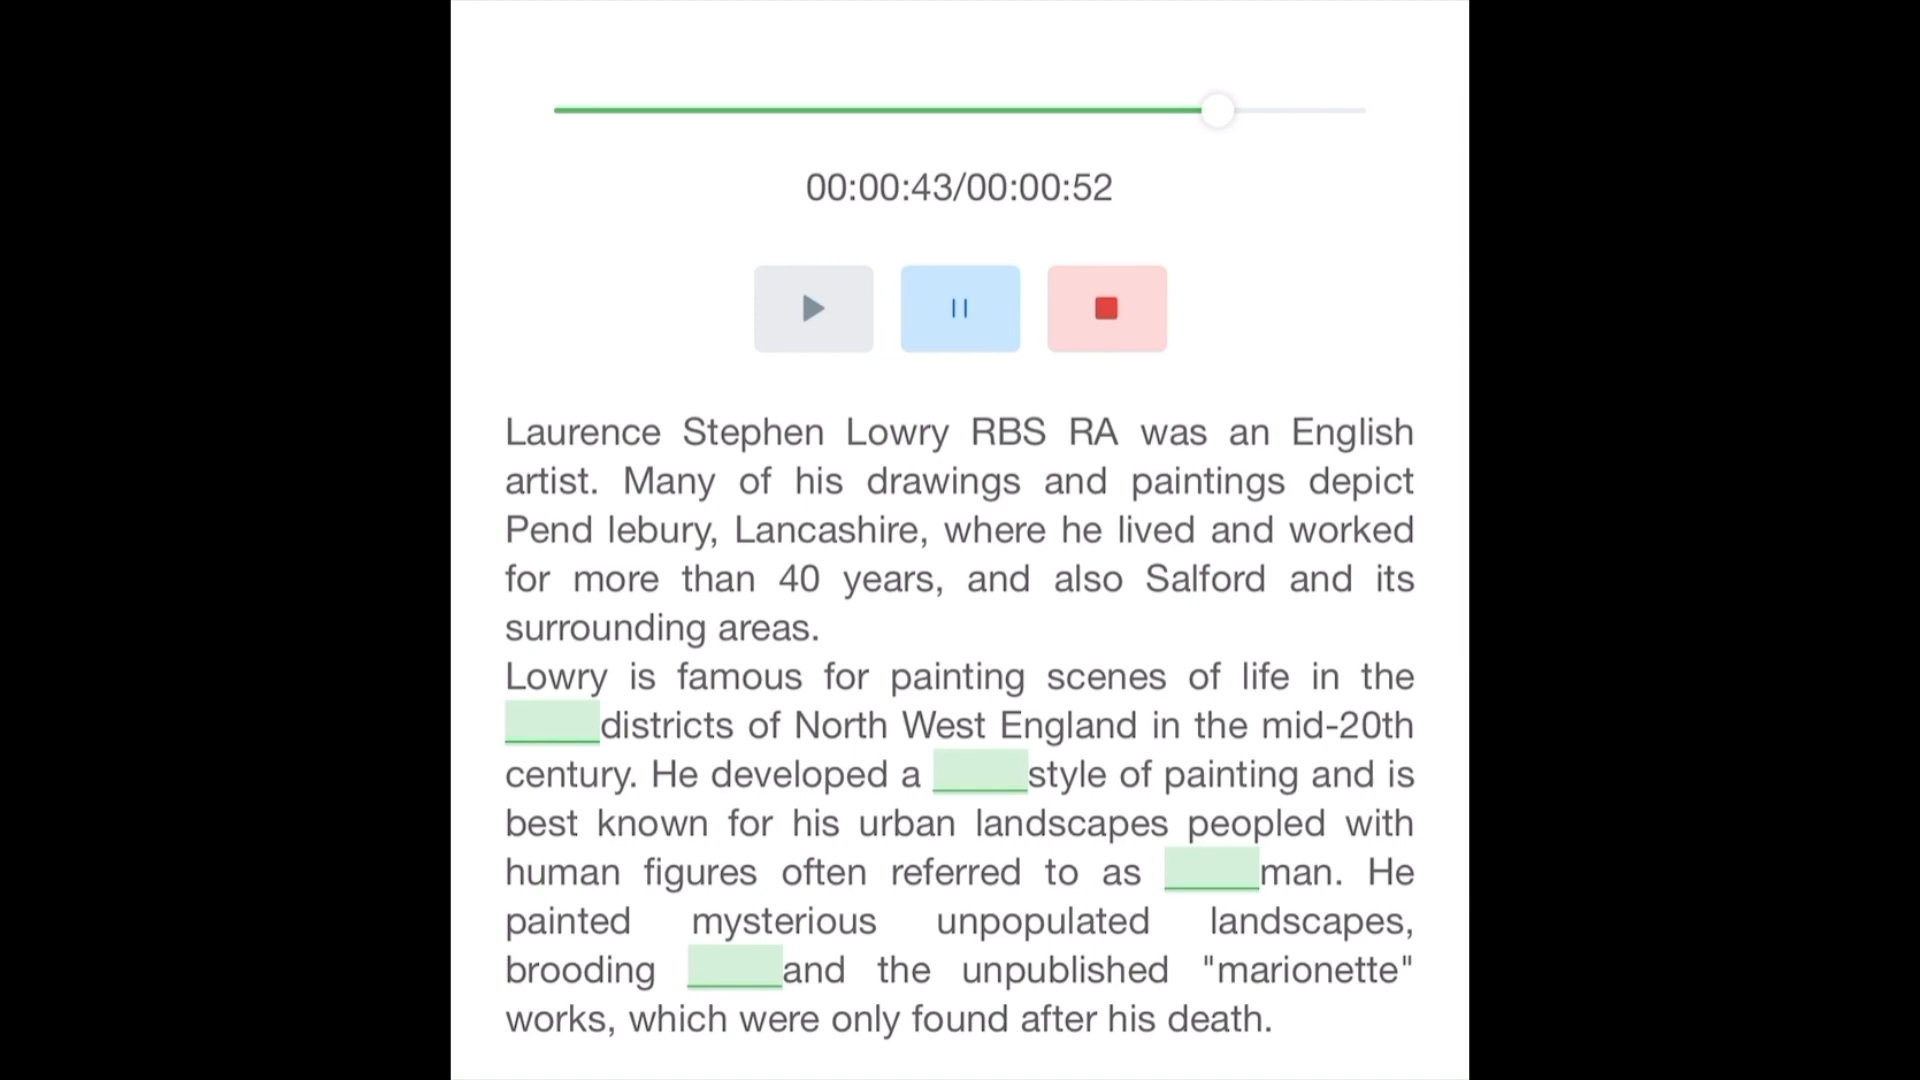 00:00:43/00:00:52
Laurence Stephen Lowry RBS RA was an English
artist. Many of his drawings and paintings depict
Pend lebury, Lancashire, where he lived and worked
for more than 40 years, and also Salford and its
surrounding areas.
Lowry is famous for painting scenes of life in the
districts of North West England in the mid-20th
century. He developed a style of painting and is
best known for his urban landscapes peopled with
human figures often referred to as man. He
painted mysterious unpopulated landscapes,
brooding and the unpublished "marionette"
works, which were only found after his death.